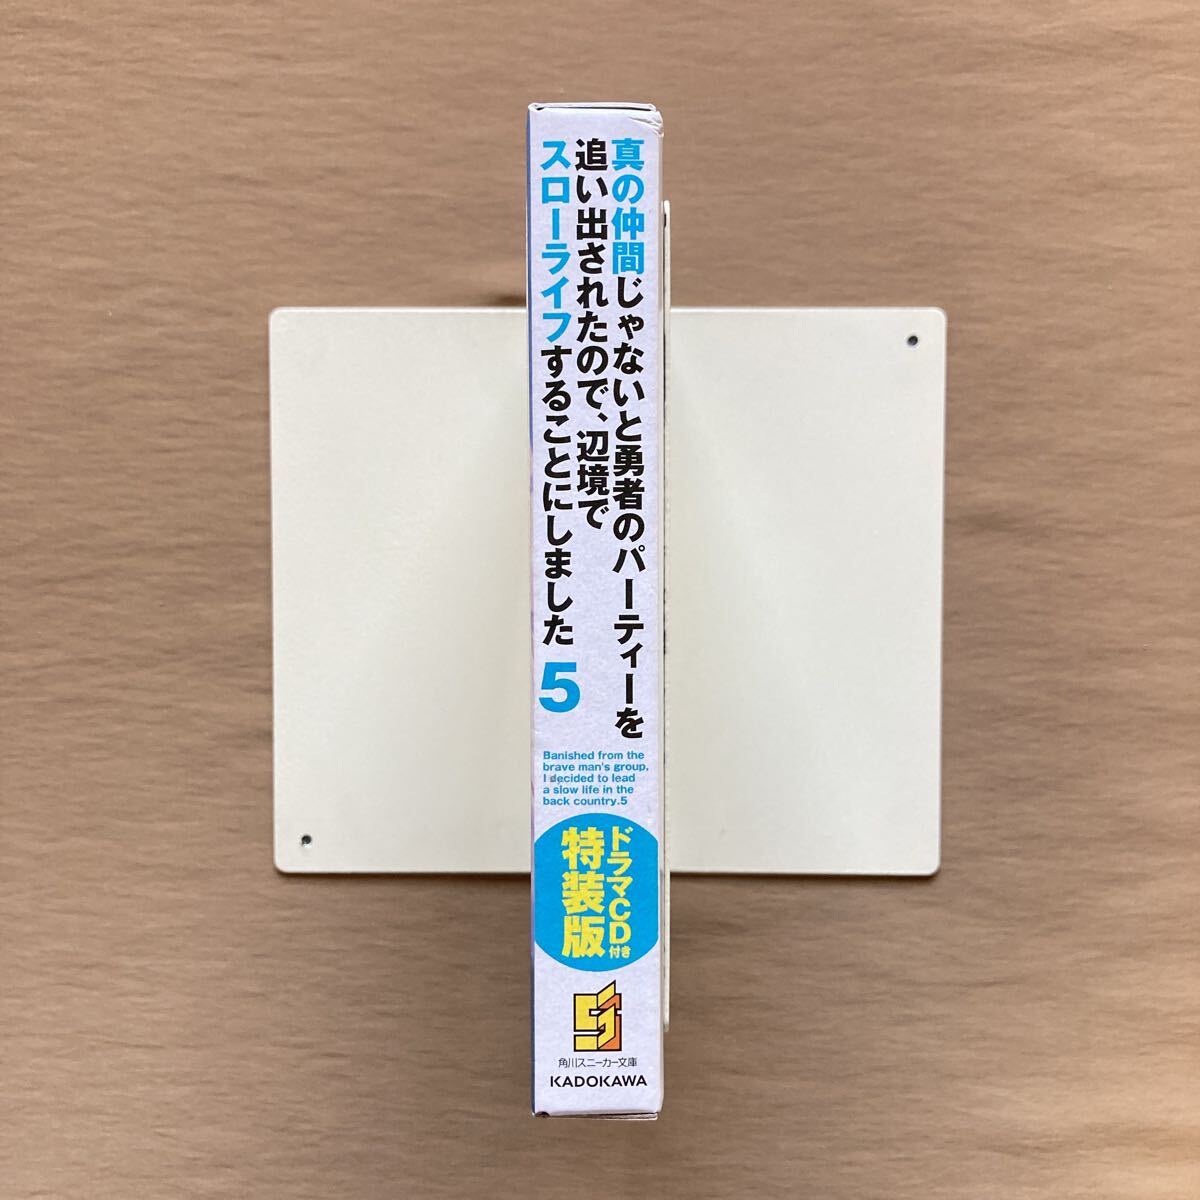 真の仲間じゃないと勇者のパーティーを
追い出されたので、辺境で
スローライフすることにしました
5
Banished from the
brave man's group,
I decided to lead
a slow life in the
back country.5
ドラマCD付き
特装版
角川スニーカー文庫
KADOKAWA